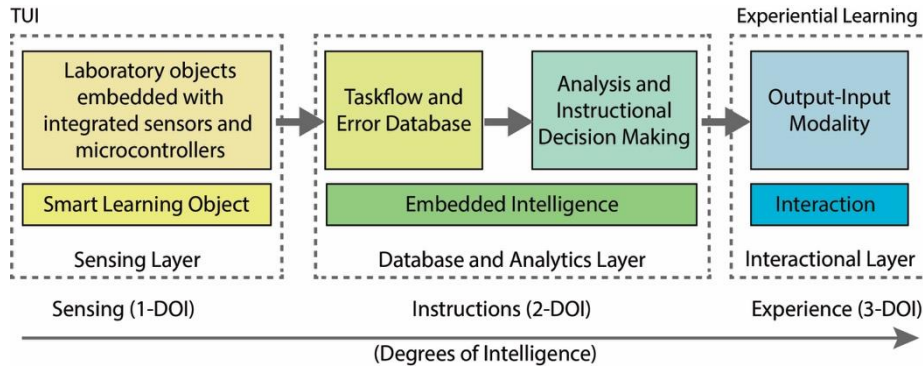 TUI
Experiential Learning
Laboratory objects
embedded with
integrated sensors and
microcontrollers
Smart Learning Object
Sensing Layer
Taskflow and
Error Database
Analysis and
Instructional
Decision Making
Embedded Intelligence
Database and Analytics Layer
Output-Input
Modality
Interaction
Interactional Layer
Sensing (1-DOI)
Instructions (2-DOI)
Experience (3-DOI)
(Degrees of Intelligence)